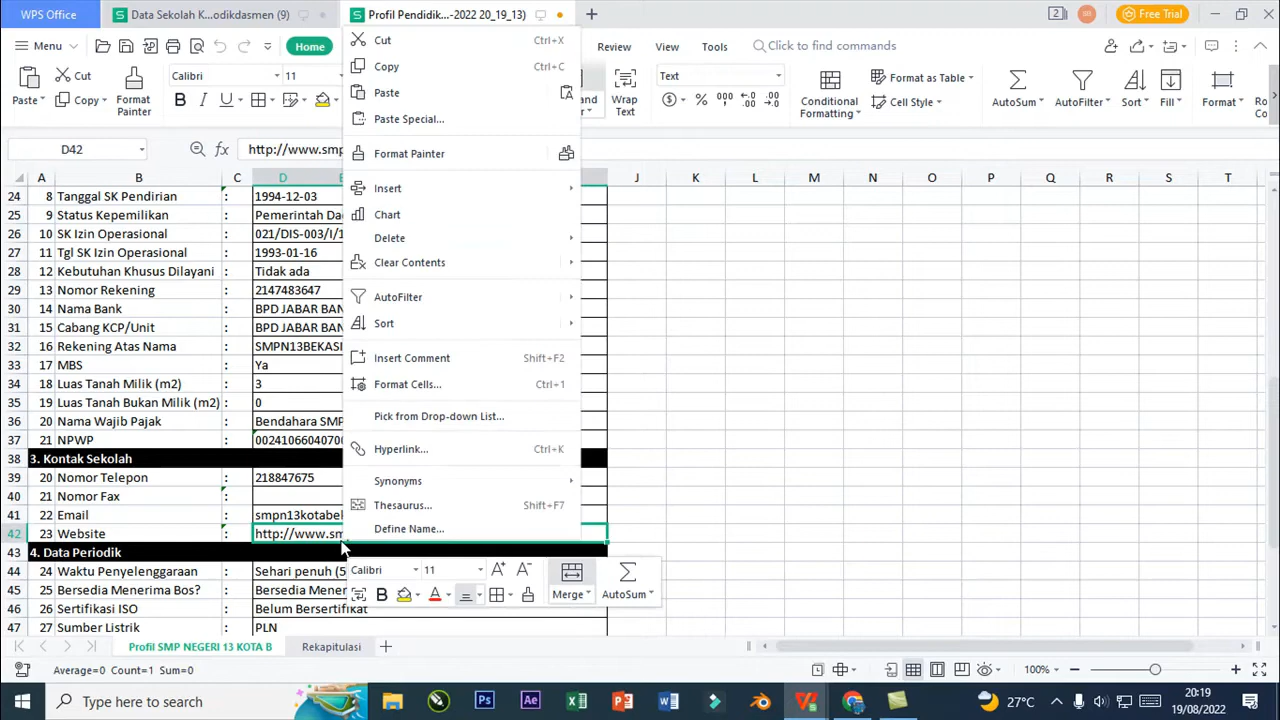 WPS Office
Data Sekolah K...odikdasmen (9)
Profil Pendidik...-2022 20_19_13)
2
Free Trial
Menu
Home
Review
View
Tools
Click to find commands
Paste
Cut
Copy
Format
Painter
Calibri
11
B I U
Wrap
Text
Text
Conditional
Formatting
Format as Table
Cell Style
AutoSum
AutoFilter
Sort
Fill
Format
D42
fx
http://www.smp
A B C D J K L M N O P Q R S T
24 8 Tanggal SK Pendirian : 1994-12-03
25 9 Status Kepemilikan : Pemerintah Dae
26 10 SK Izin Operasional : 021/DIS-003/I/1
27 11 Tgl SK Izin Operasional : 1993-01-16
28 12 Kebutuhan Khusus Dilayani : Tidak ada
29 13 Nomor Rekening : 2147483647
30 14 Nama Bank : BPD JABAR BAN
31 15 Cabang KCP/Unit : BPD JABAR BAN
32 16 Rekening Atas Nama : SMPN13BEKASI
33 17 MBS : Ya
34 18 Luas Tanah Milik (m2) : 3
35 19 Luas Tanah Bukan Milik (m2) : 0
36 20 Nama Wajib Pajak : Bendahara SMP
37 21 NPWP : 00241066040700
38 3. Kontak Sekolah
39 20 Nomor Telepon : 218847675
40 21 Nomor Fax :
41 22 Email : smpn13kotabek
42 23 Website : http://www.sm
43 4. Data Periodik
44 24 Waktu Penyelenggaraan : Sehari penuh (5
45 25 Bersedia Menerima Bos? : Bersedia Mener
46 26 Sertifikasi ISO : Belum Bersertifikat
47 27 Sumber Listrik : PLN
Cut Ctrl+X
Copy Ctrl+C
Paste
Paste Special...
Format Painter
Insert
Chart
Delete
Clear Contents
AutoFilter
Sort
Insert Comment Shift+F2
Format Cells... Ctrl+1
Pick from Drop-down List...
Hyperlink... Ctrl+K
Synonyms
Thesaurus... Shift+F7
Define Name...
Calibri 11 A+ A-
B A
Merge
AutoSum
Profil SMP NEGERI 13 KOTA B
Rekapitulasi
Average=0 Count=1 Sum=0
100%
Type here to search
27°C
20:19
19/08/2022